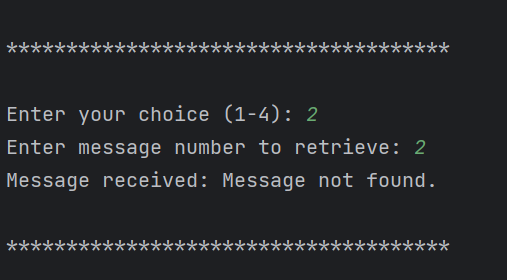 *************************************
Enter your choice (1-4): 2
Enter message number to retrieve: 2
Message received: Message not found.
*************************************